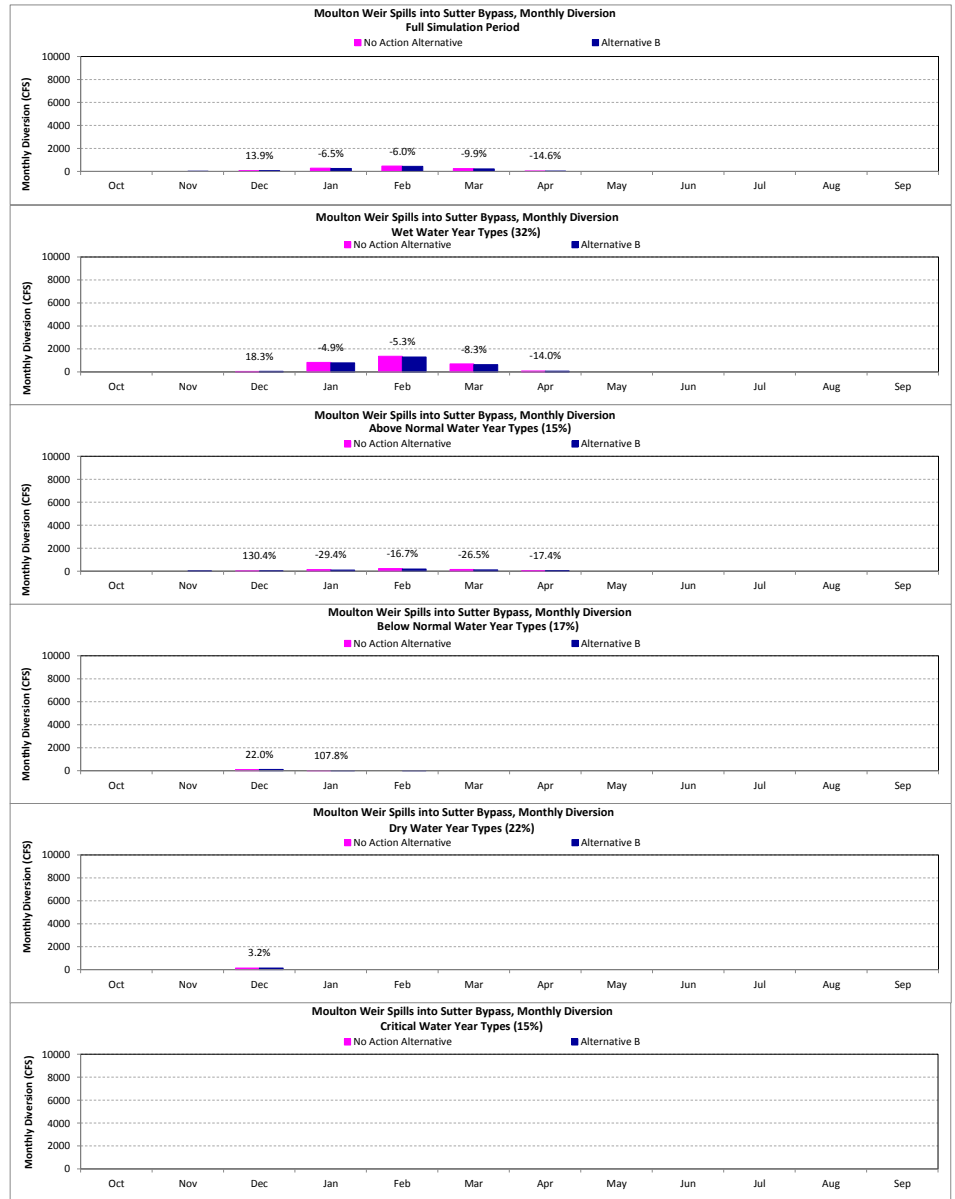 Moulton Weir Spills into Sutter Bypass, Monthly Diversion
Full Simulation Period
No Action Alternative Alternative B
Monthly Diversion (CFS)
10000
8000
6000
4000
2000
0
13.9% -6.5% -6.0% -9.9% -14.6%
Oct Nov Dec Jan Feb Mar Apr May Jun Jul Aug Sep
Moulton Weir Spills into Sutter Bypass, Monthly Diversion
Wet Water Year Types (32%)
No Action Alternative Alternative B
Monthly Diversion (CFS)
10000
8000
6000
4000
2000
0
18.3% -4.9% -5.3% -8.3% -14.0%
Oct Nov Dec Jan Feb Mar Apr May Jun Jul Aug Sep
Moulton Weir Spills into Sutter Bypass, Monthly Diversion
Above Normal Water Year Types (15%)
No Action Alternative Alternative B
Monthly Diversion (CFS)
10000
8000
6000
4000
2000
0
130.4% -29.4% -16.7% -26.5% -17.4%
Oct Nov Dec Jan Feb Mar Apr May Jun Jul Aug Sep
Moulton Weir Spills into Sutter Bypass, Monthly Diversion
Below Normal Water Year Types (17%)
No Action Alternative Alternative B
Monthly Diversion (CFS)
10000
8000
6000
4000
2000
0
22.0% 107.8%
Oct Nov Dec Jan Feb Mar Apr May Jun Jul Aug Sep
Moulton Weir Spills into Sutter Bypass, Monthly Diversion
Dry Water Year Types (22%)
No Action Alternative Alternative B
Monthly Diversion (CFS)
10000
8000
6000
4000
2000
0
3.2%
Oct Nov Dec Jan Feb Mar Apr May Jun Jul Aug Sep
Moulton Weir Spills into Sutter Bypass, Monthly Diversion
Critical Water Year Types (15%)
No Action Alternative Alternative B
Monthly Diversion (CFS)
10000
8000
6000
4000
2000
0
Oct Nov Dec Jan Feb Mar Apr May Jun Jul Aug Sep